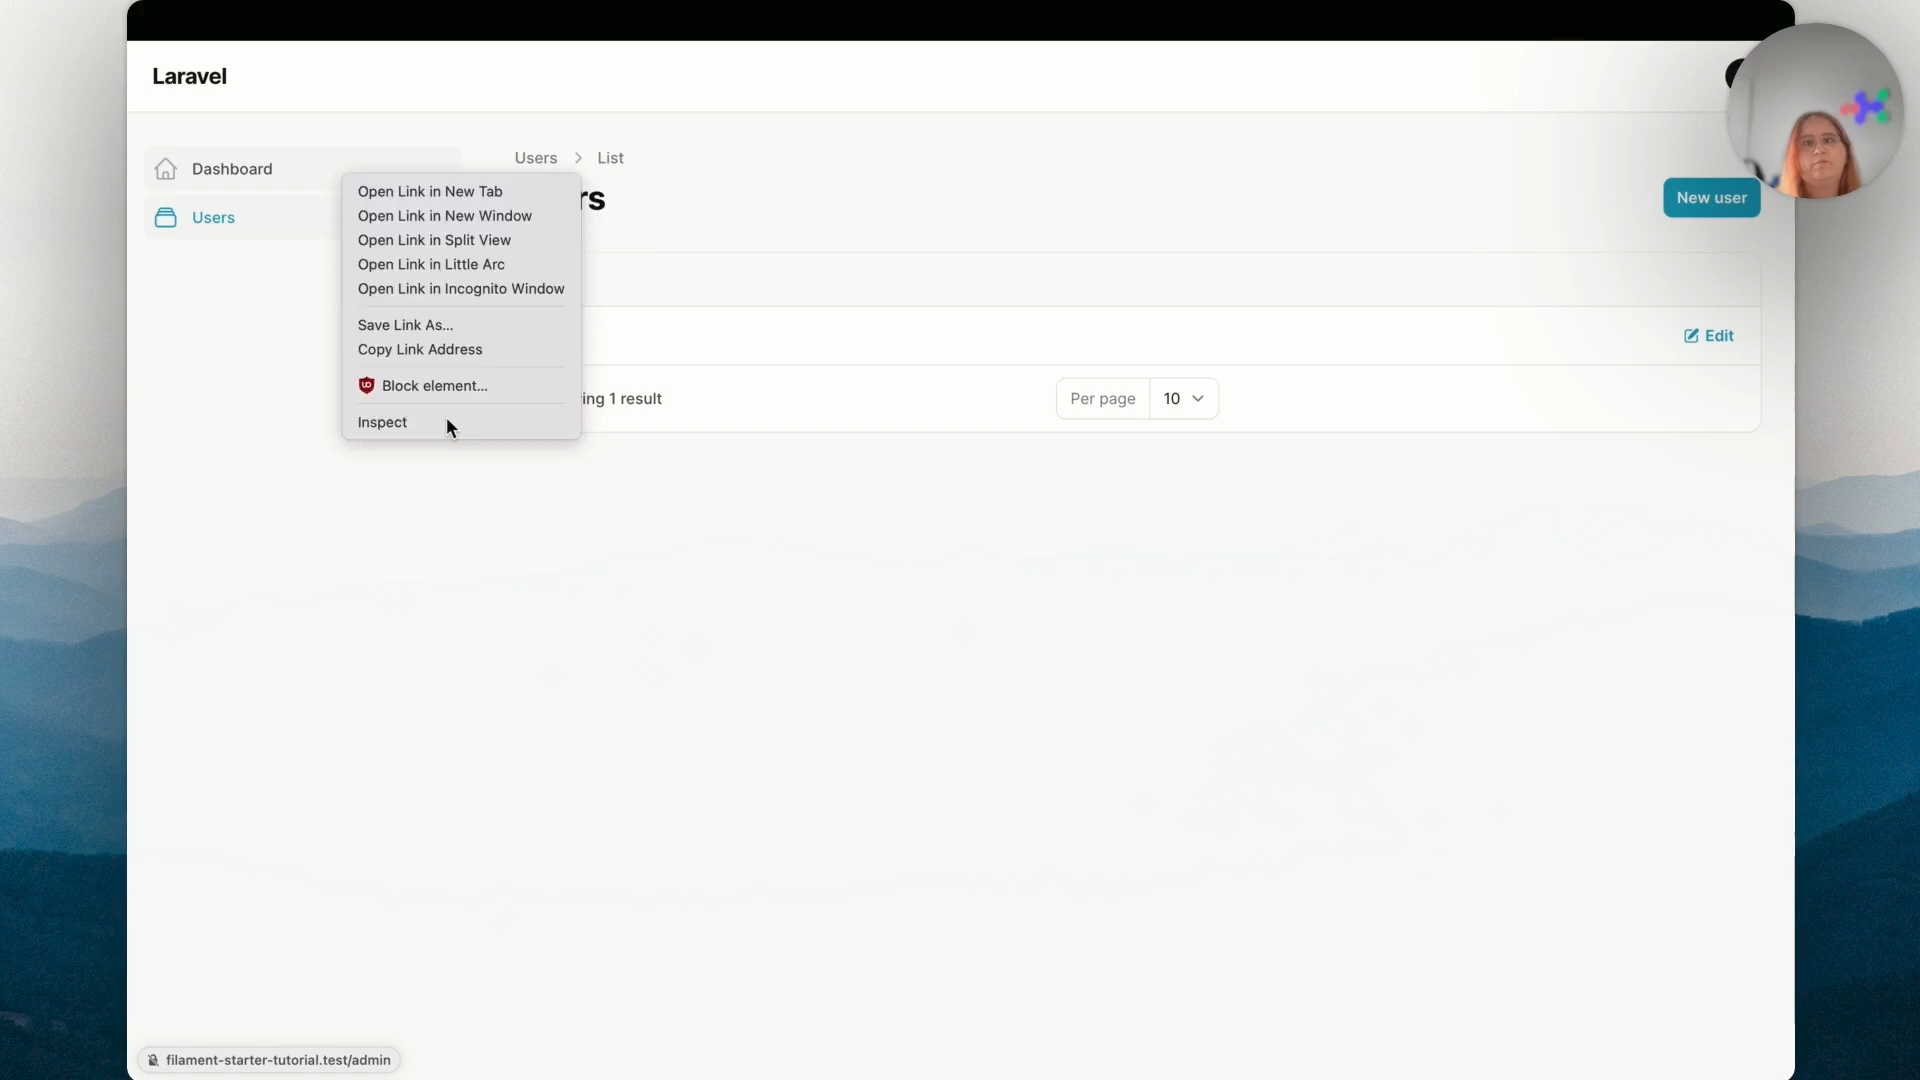 Laravel
Dashboard
Users
Users > List
rs
New user
Open Link in New Tab
Open Link in New Window
Open Link in Split View
Open Link in Little Arc
Open Link in Incognito Window
Save Link As...
Copy Link Address
Block element...
Inspect
Edit
ing 1 result
Per page
10
filament-starter-tutorial.test/admin